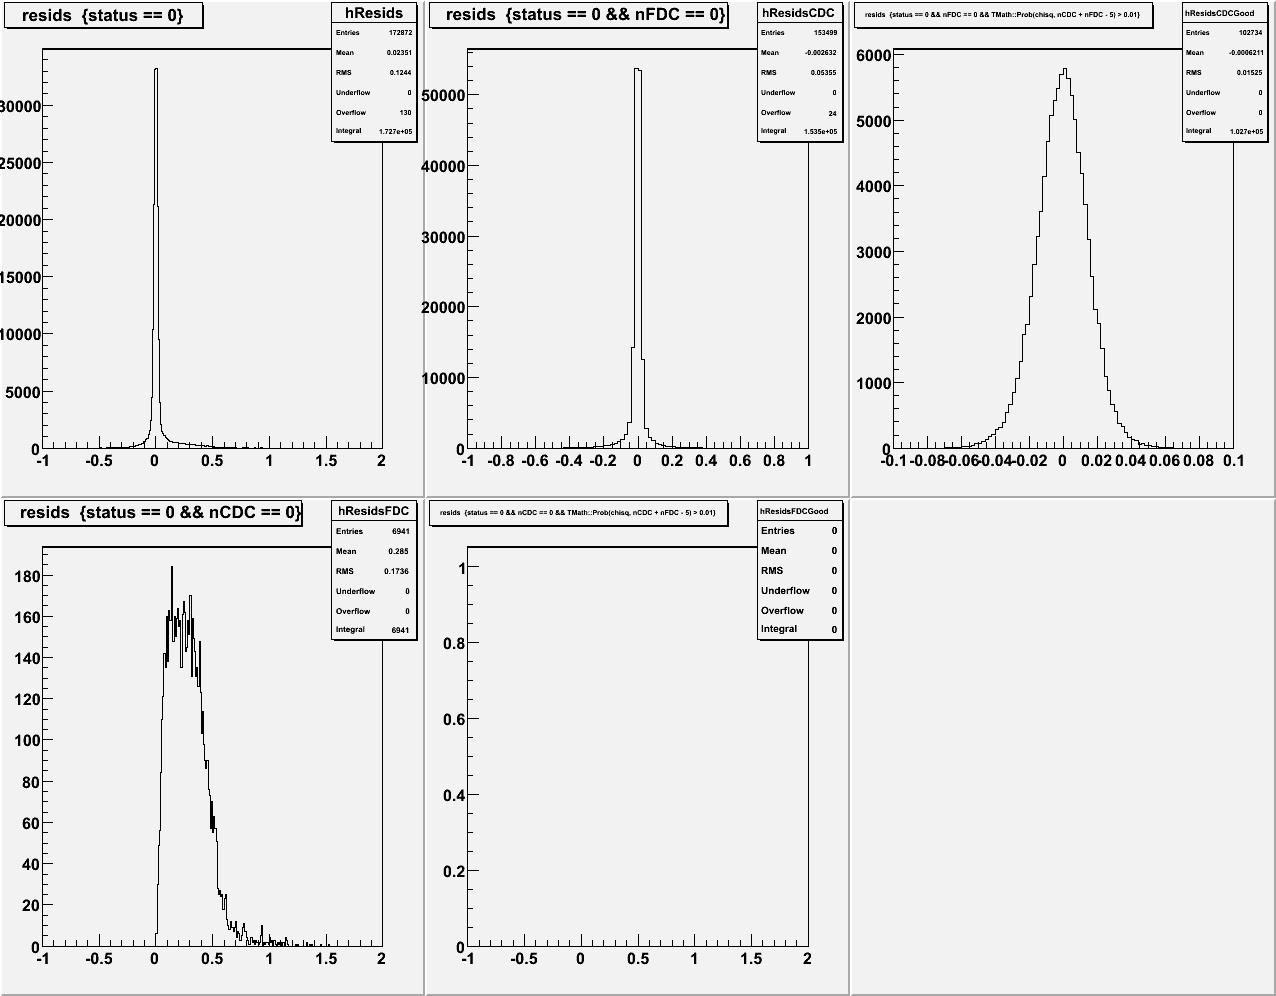 resids {status == 0}
hResids
Entries 172872
Mean 0.02351
RMS 0.1244
Underflow 0
Overflow 130
Integral 1.727e+05
30000
25000
20000
15000
10000
5000
0
-1 -0.5 0 0.5 1 1.5 2
resids {status == 0 && nFDC == 0}
hResidsCDC
Entries 153499
Mean -0.002632
RMS 0.05355
Underflow 0
Overflow 24
Integral 1.535e+05
50000
40000
30000
20000
10000
0
-1 -0.8 -0.6 -0.4 -0.2 0 0.2 0.4 0.6 0.8 1
resids {status == 0 && nFDC == 0 && TMath::Prob(chisq, nCDC + nFDC - 5) > 0.01}
hResidsCDCGood
Entries 102734
Mean -0.0006211
RMS 0.01525
Underflow 0
Overflow 0
Integral 1.027e+05
6000
5000
4000
3000
2000
1000
0
-0.1 -0.08 -0.06 -0.04 -0.02 0 0.02 0.04 0.06 0.08 0.1
resids {status == 0 && nCDC == 0}
hResidsFDC
Entries 6941
Mean 0.285
RMS 0.1736
Underflow 0
Overflow 0
Integral 6941
180
160
140
120
100
80
60
40
20
0
-1 -0.5 0 0.5 1 1.5 2
resids {status == 0 && nCDC == 0 && TMath::Prob(chisq, nCDC + nFDC - 5) > 0.01}
hResidsFDCGood
Entries 0
Mean 0
RMS 0
Underflow 0
Overflow 0
Integral 0
1
0.8
0.6
0.4
0.2
0
-1 -0.5 0 0.5 1 1.5 2